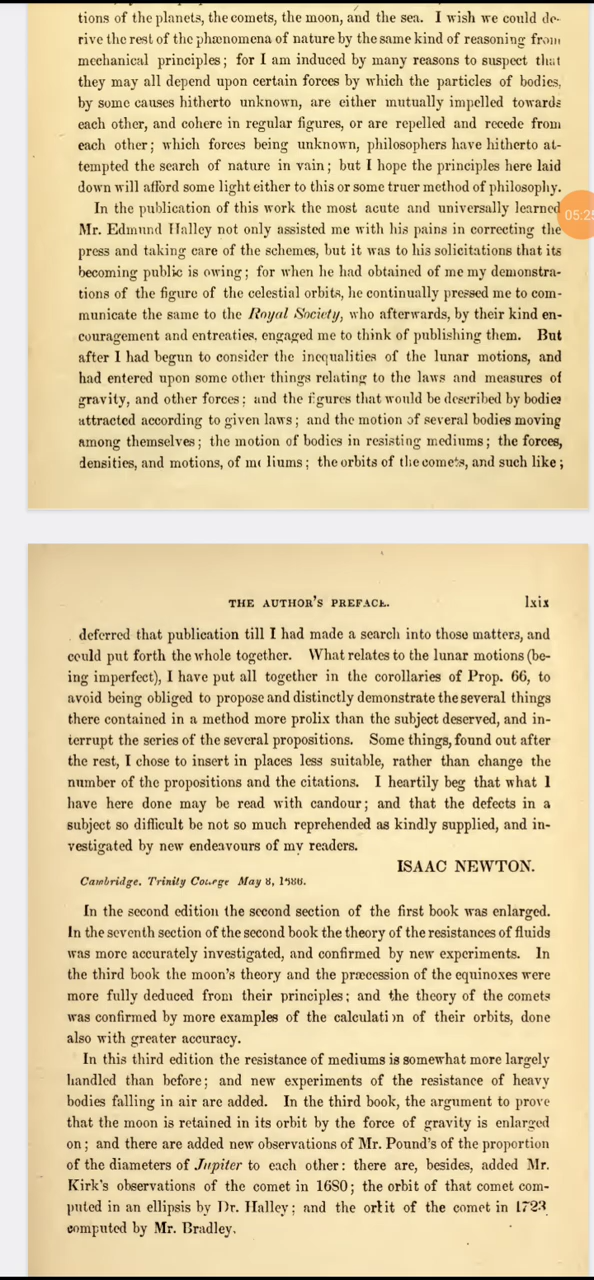 tions of the planets, the comets, the moon, and the sea. I wish we could de-
rive the rest of the phænomena of nature by the same kind of reasoning from
mechanical principles; for I am induced by many reasons to suspect that
they may all depend upon certain forces by which the particles of bodies,
by some causes hitherto unknown, are either mutually impelled towards
each other, and cohere in regular figures, or are repelled and recede from
each other; which forces being unknown, philosophers have hitherto at-
tempted the search of nature in vain; but I hope the principles here laid
down will afford some light either to this or some truer method of philosophy.
In the publication of this work the most acute and universally learned
Mr. Edmund Halley not only assisted me with his pains in correcting the
press and taking care of the schemes, but it was to his solicitations that its
becoming public is owing; for when he had obtained of me my demonstra-
tions of the figure of the celestial orbits, he continually pressed me to com-
municate the same to the Royal Society, who afterwards, by their kind en-
couragement and entreaties, engaged me to think of publishing them. But
after I had begun to consider the inequalities of the lunar motions, and
had entered upon some other things relating to the laws and measures of
gravity, and other forces; and the figures that would be described by bodies
attracted according to given laws; and the motion of several bodies moving
among themselves; the motion of bodies in resisting mediums; the forces,
densities, and motions, of mediums; the orbits of the comets, and such like;
THE AUTHOR'S PREFACE. lxix
deferred that publication till I had made a search into those matters, and
could put forth the whole together. What relates to the lunar motions (be-
ing imperfect), I have put all together in the corollaries of Prop. 66, to
avoid being obliged to propose and distinctly demonstrate the several things
there contained in a method more prolix than the subject deserved, and in-
terrupt the series of the several propositions. Some things, found out after
the rest, I chose to insert in places less suitable, rather than change the
number of the propositions and the citations. I heartily beg that what I
have here done may be read with candour; and that the defects in a
subject so difficult be not so much reprehended as kindly supplied, and in-
vestigated by new endeavours of my readers.
ISAAC NEWTON.
Cambridge. Trinity College May 8, 1686.
In the second edition the second section of the first book was enlarged.
In the seventh section of the second book the theory of the resistances of fluids
was more accurately investigated, and confirmed by new experiments. In
the third book the moon's theory and the præcession of the equinoxes were
more fully deduced from their principles; and the theory of the comets
was confirmed by more examples of the calculation of their orbits, done
also with greater accuracy.
In this third edition the resistance of mediums is somewhat more largely
handled than before; and new experiments of the resistance of heavy
bodies falling in air are added. In the third book, the argument to prove
that the moon is retained in its orbit by the force of gravity is enlarged
on; and there are added new observations of Mr. Pound's of the proportion
of the diameters of Jupiter to each other: there are, besides, added Mr.
Kirk's observations of the comet in 1680; the orbit of that comet com-
puted in an ellipsis by Dr. Halley; and the orbit of the comet in 1723
computed by Mr. Bradley.